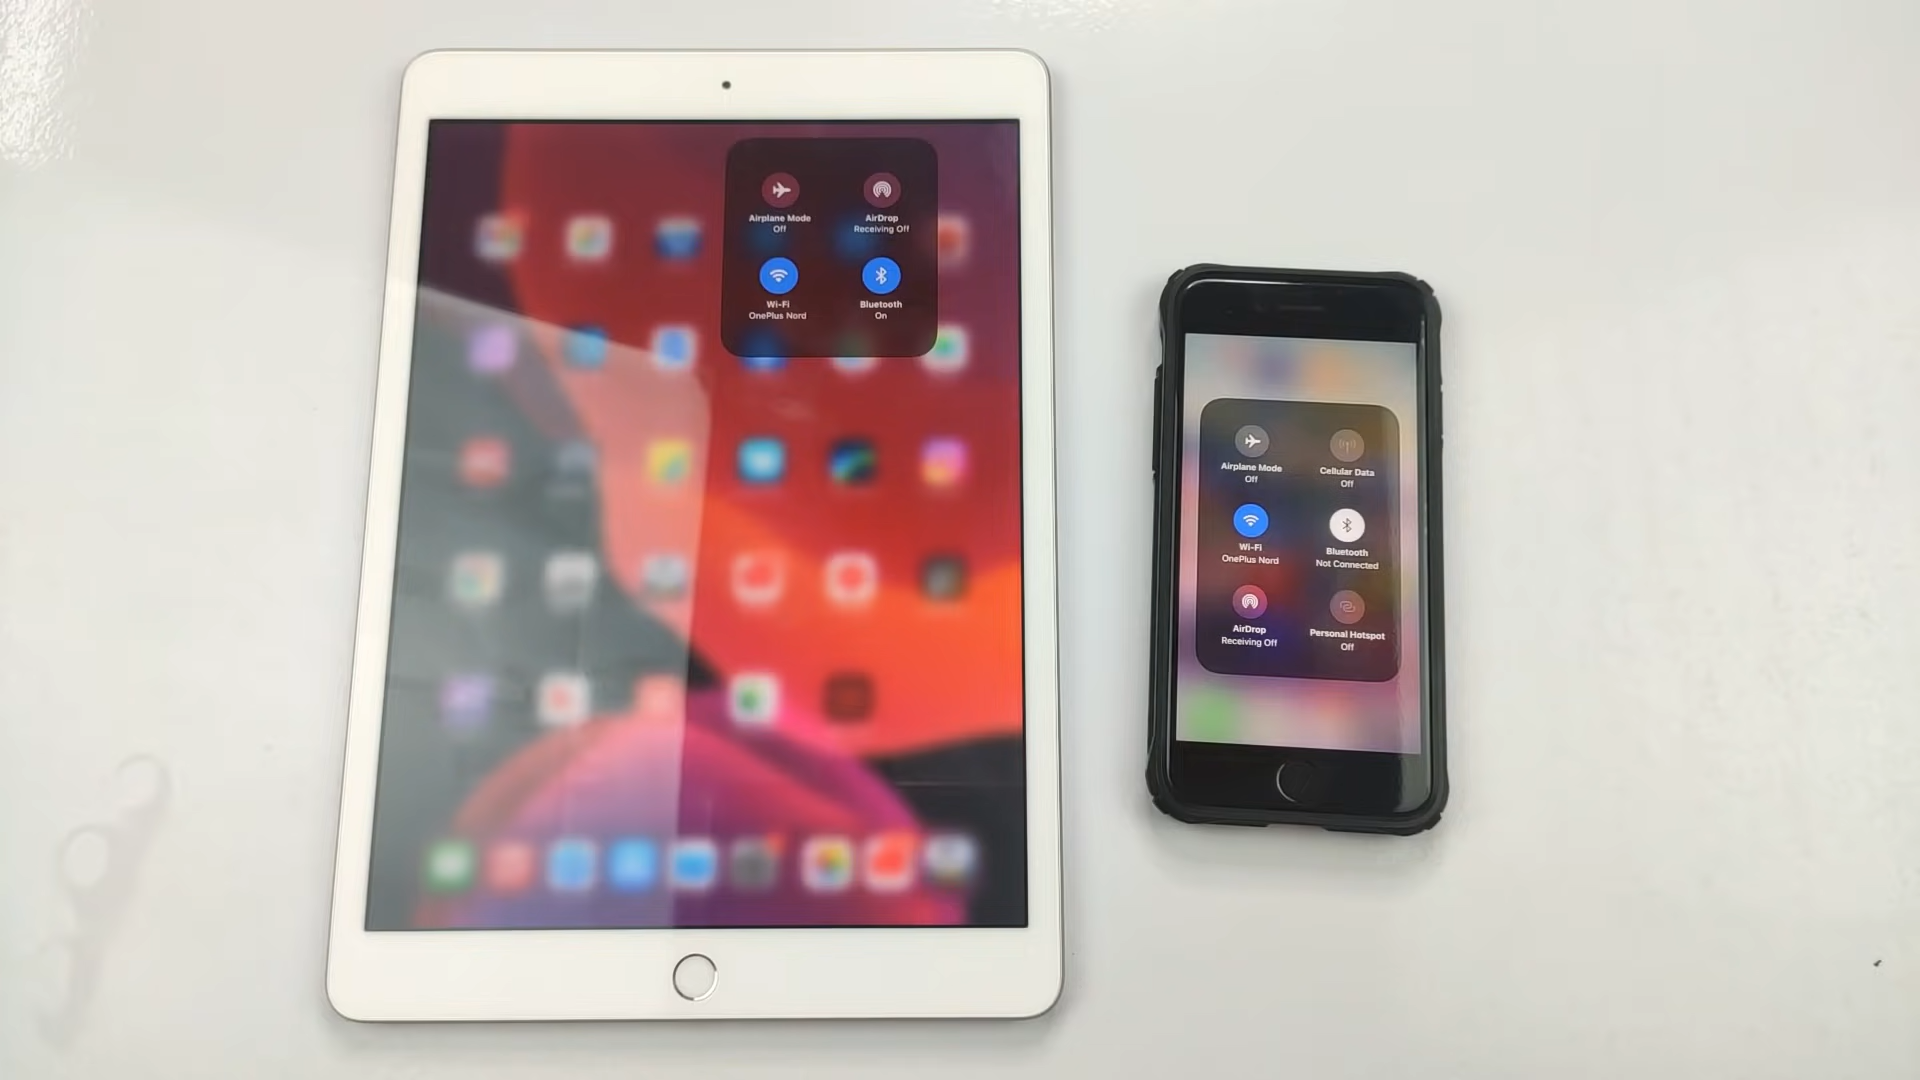 Airplane Mode
Off
AirDrop
Receiving Off
Wi-Fi
OnePlus Nord
Bluetooth
On
Airplane Mode
Off
Cellular Data
Off
Wi-Fi
OnePlus Nord
Bluetooth
Not Connected
AirDrop
Receiving Off
Personal Hotspot
Off